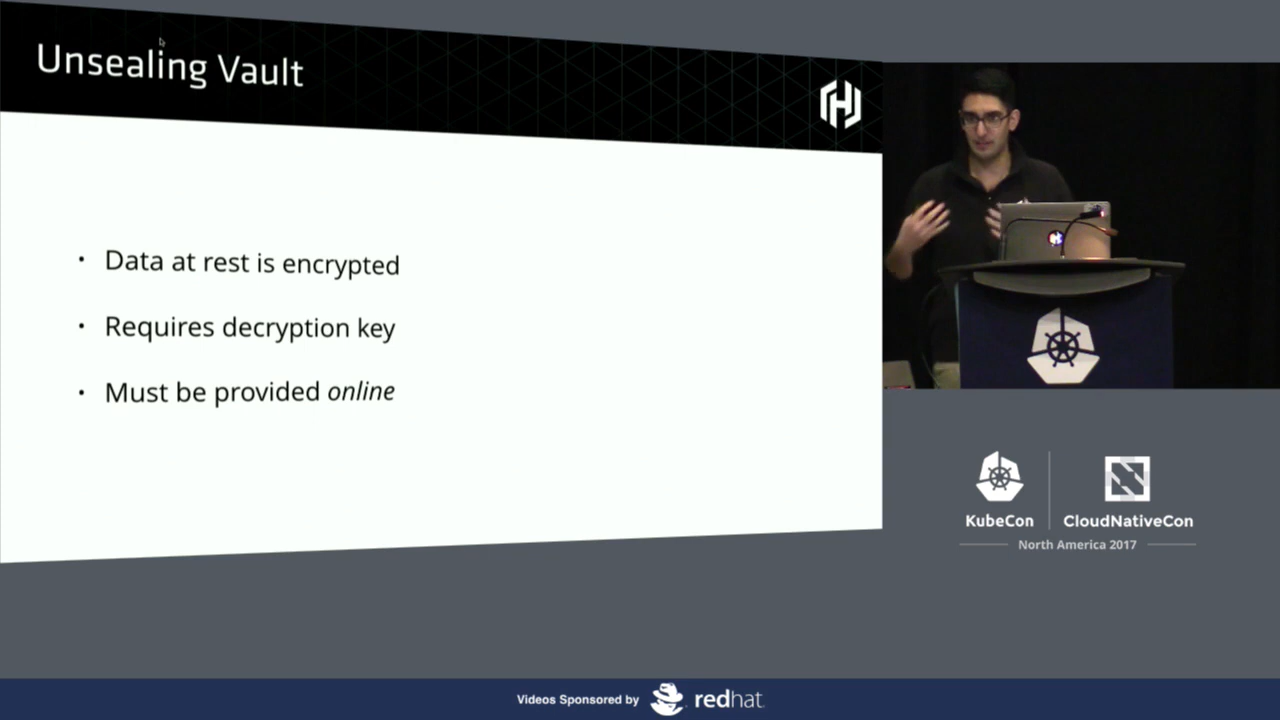 Unsealing Vault
• Data at rest is encrypted
• Requires decryption key
• Must be provided online
KubeCon
CloudNativeCon
North America 2017
Videos Sponsored by
redhat.